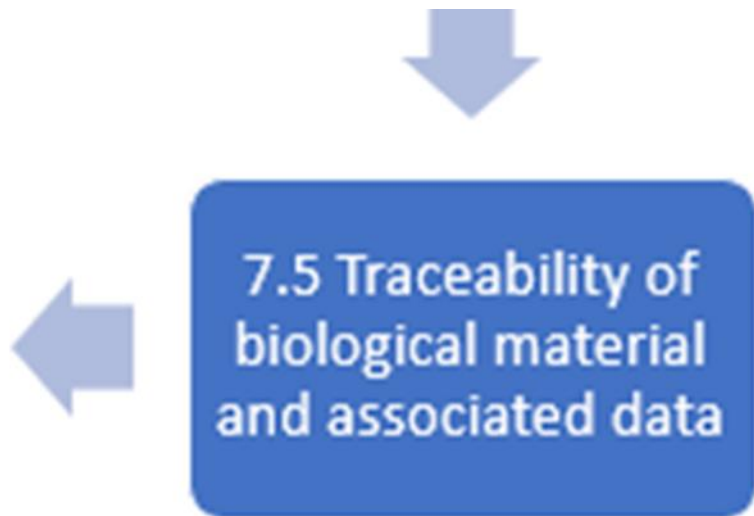 7.5 Traceability of
biological material
and associated data